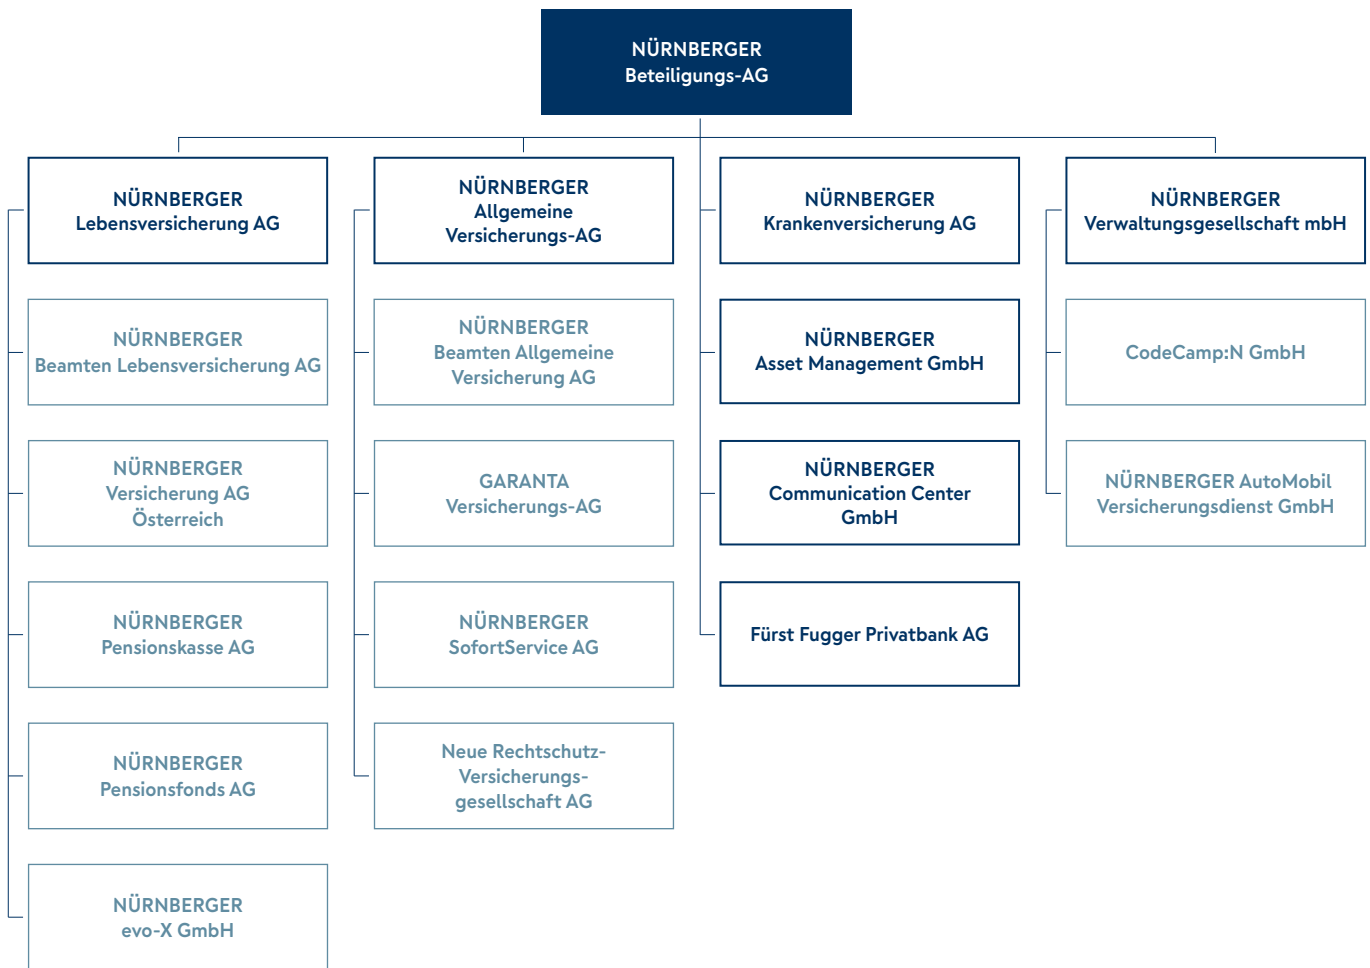 NÜRNBERGER
Beteiligungs-AG
NÜRNBERGER
Lebensversicherung AG
NÜRNBERGER
Beamten Lebensversicherung AG
NÜRNBERGER
Versicherung AG
Österreich
NÜRNBERGER
Pensionskasse AG
NÜRNBERGER
Pensionsfonds AG
NÜRNBERGER
evo-X GmbH
NÜRNBERGER
Allgemeine
Versicherungs-AG
NÜRNBERGER
Beamten Allgemeine
Versicherung AG
GARANTA
Versicherungs-AG
NÜRNBERGER
SofortService AG
Neue Rechtschutz-
Versicherungs-
gesellschaft AG
NÜRNBERGER
Krankenversicherung AG
NÜRNBERGER
Asset Management GmbH
NÜRNBERGER
Communication Center
GmbH
Fürst Fugger Privatbank AG
NÜRNBERGER
Verwaltungsgesellschaft mbH
CodeCamp:N GmbH
NÜRNBERGER AutoMobil
Versicherungsdienst GmbH